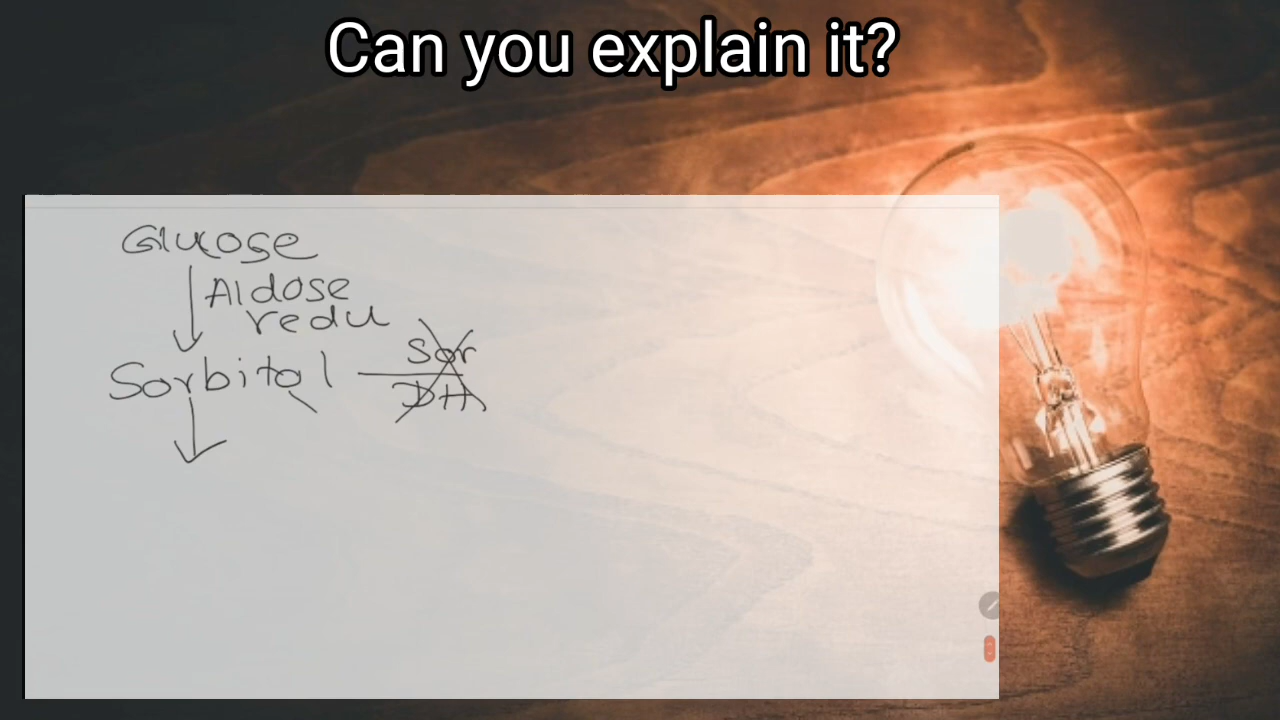 Can you explain it?
Glucose
Aldose
redu
Sorbitol
Sor
DH